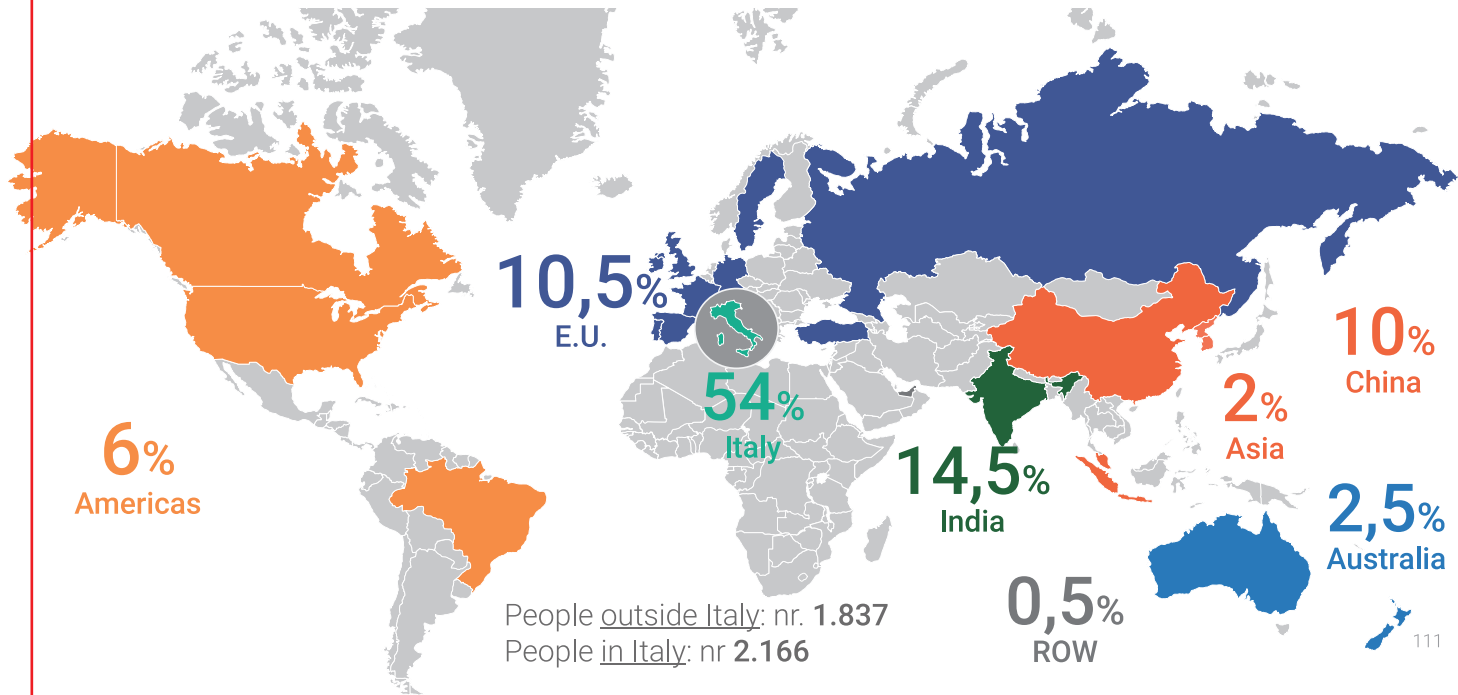 10,5%
E.U.
10%
China
54%
Italy
2%
Asia
6%
Americas
14,5%
India
2,5%
Australia
0,5%
ROW
People outside Italy: nr. 1.837
People in Italy: nr 2.166
111